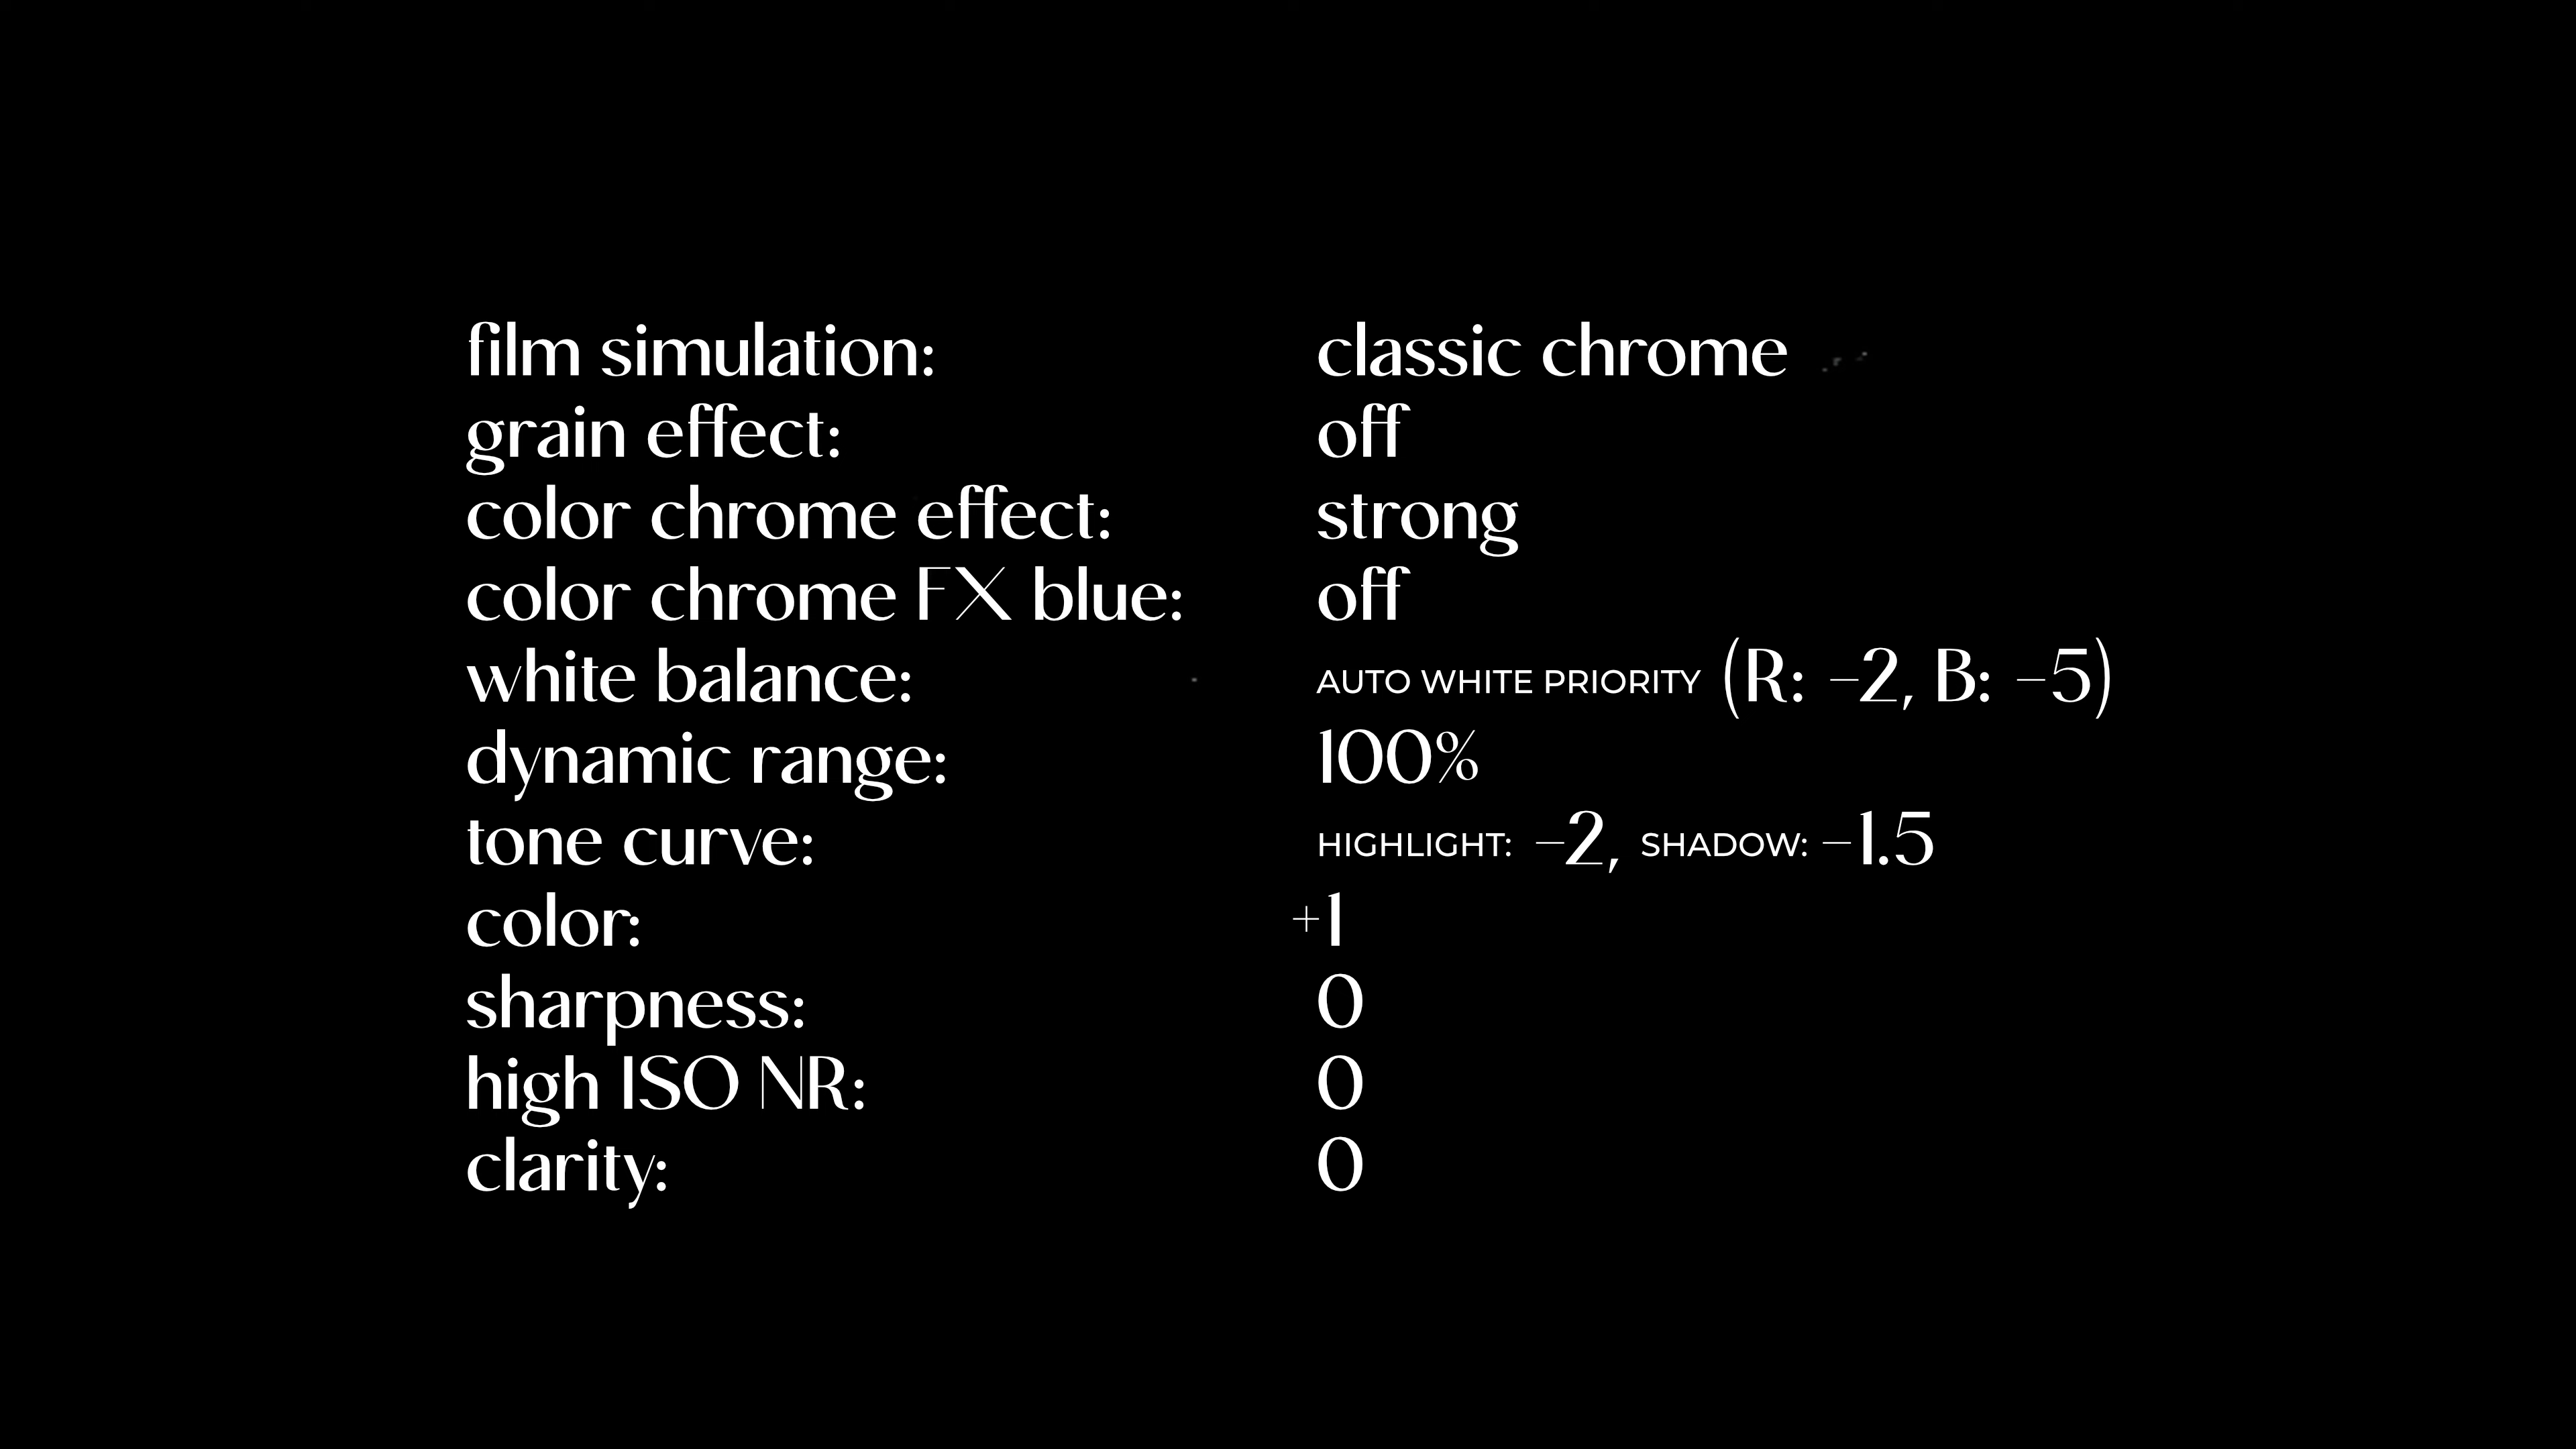 film simulation: classic chrome
grain effect: off
color chrome effect: strong
color chrome FX blue: off
white balance: AUTO WHITE PRIORITY (R: −2, B: −5)
dynamic range: 100%
tone curve: HIGHLIGHT: −2, SHADOW: −1.5
color: +1
sharpness: 0
high ISO NR: 0
clarity: 0